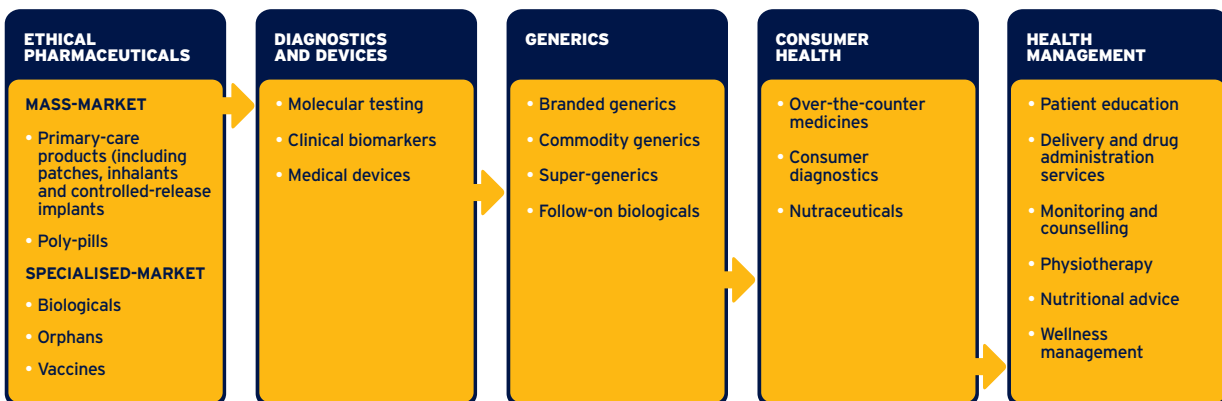 ETHICAL
PHARMACEUTICALS
MASS-MARKET
• Primary-care
products (including
patches, inhalants
and controlled-release
implants
• Poly-pills
SPECIALISED-MARKET
• Biologicals
• Orphans
• Vaccines
DIAGNOSTICS
AND DEVICES
• Molecular testing
• Clinical biomarkers
• Medical devices
GENERICS
• Branded generics
• Commodity generics
• Super-generics
• Follow-on biologicals
CONSUMER
HEALTH
• Over-the-counter
medicines
• Consumer
diagnostics
• Nutraceuticals
HEALTH
MANAGEMENT
• Patient education
• Delivery and drug
administration
services
• Monitoring and
counselling
• Physiotherapy
• Nutritional advice
• Wellness
management